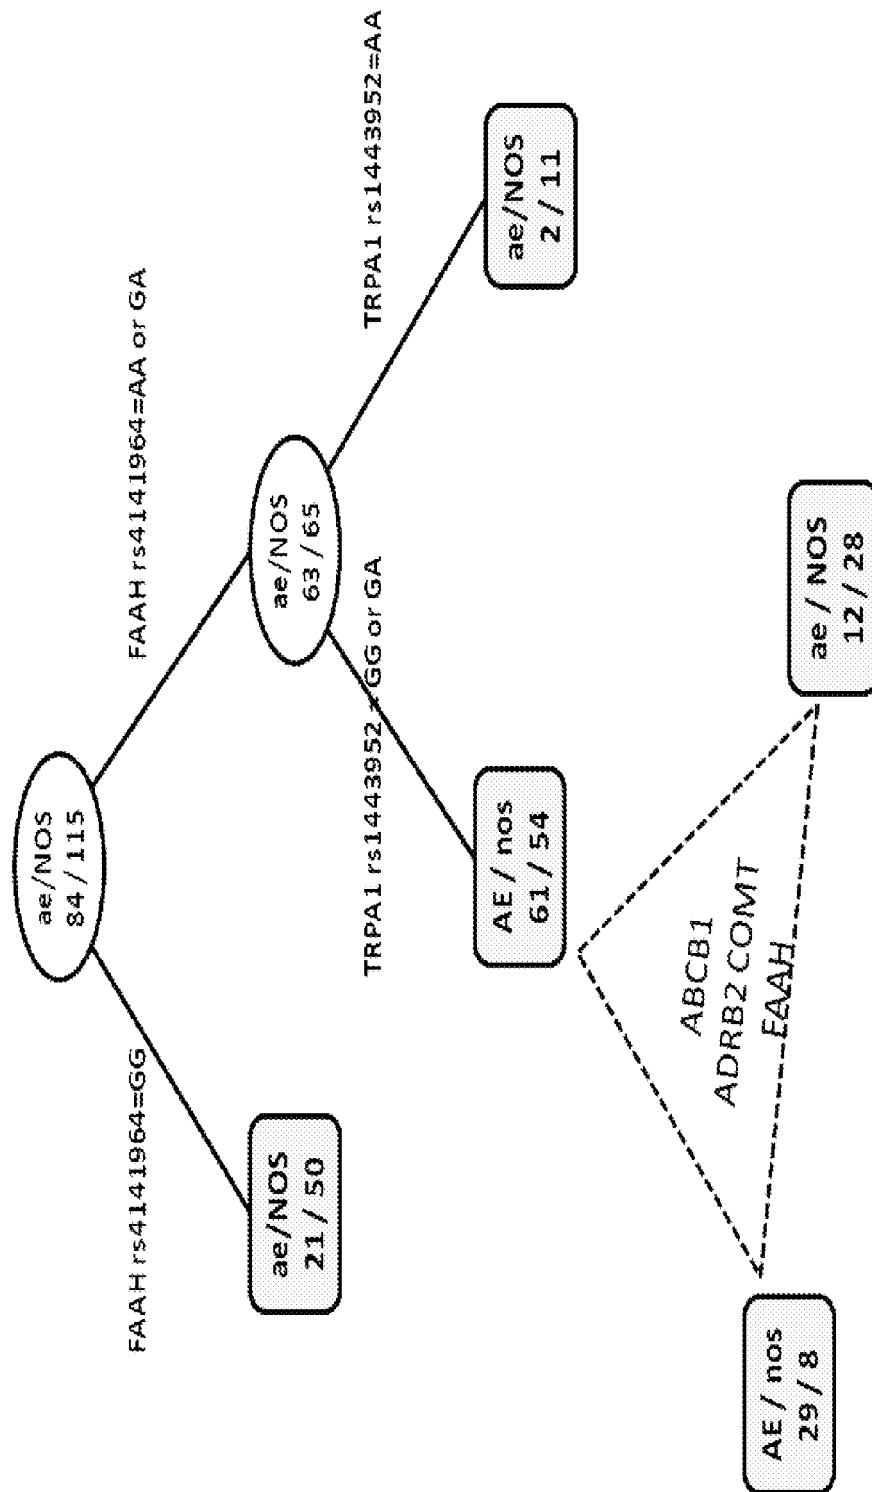 ae/NOS
84 / 115
FAAH rs4141964=GG
FAAH rs4141964=AA or GA
ae/NOS
21 / 50
ae/NOS
63 / 65
TRPA1 rs1443952 = GG or GA
TRPA1 rs1443952=AA
AE / nos
61 / 54
ae/NOS
2 / 11
ABCB1
ADRB2 COMT
FAAH
AE / nos
29 / 8
ae / NOS
12 / 28